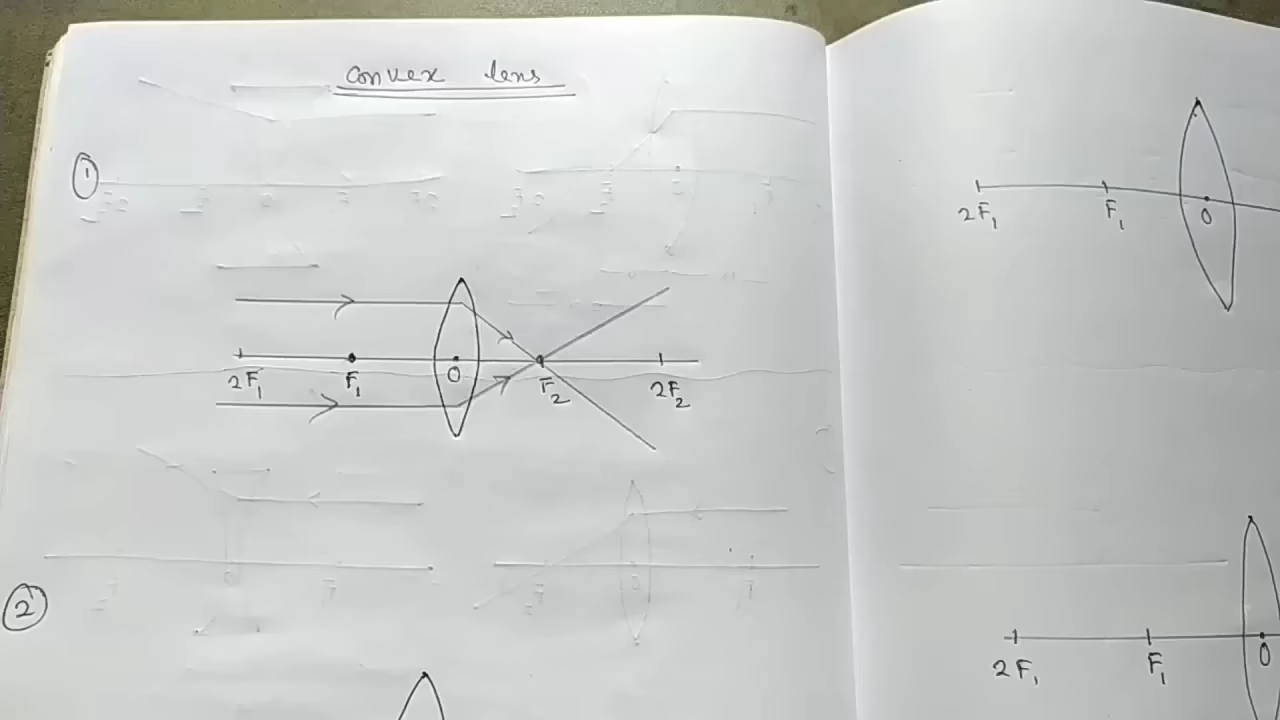 convex lens
1
2F₁ F₁ O F₂ 2F₂
2
2F₁ F₁ O
2F₁ F₁ O